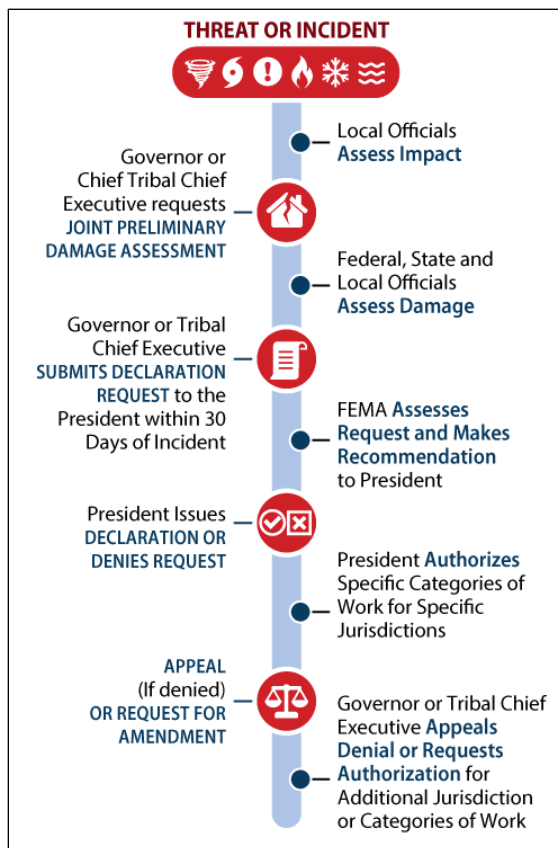 THREAT OR INCIDENT
Local Officials
Assess Impact
Governor or
Chief Tribal Chief
Executive requests
JOINT PRELIMINARY
DAMAGE ASSESSMENT
Federal, State and
Local Officials
Assess Damage
Governor or Tribal
Chief Executive
SUBMITS DECLARATION
REQUEST to the
President within 30
Days of Incident
FEMA Assesses
Request and Makes
Recommendation
to President
President Issues
DECLARATION OR
DENIES REQUEST
President Authorizes
Specific Categories of
Work for Specific
Jurisdictions
APPEAL
(If denied)
OR REQUEST FOR
AMENDMENT
Governor or Tribal Chief
Executive Appeals
Denial or Requests
Authorization for
Additional Jurisdiction
or Categories of Work